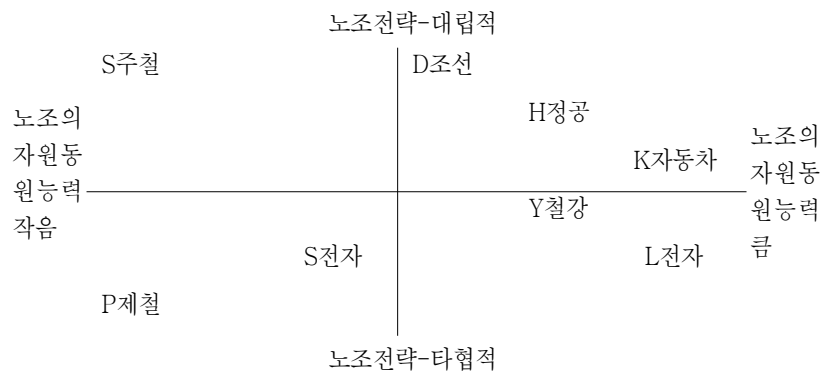 노조전략-대립적
S주철
D조선
H정공
노조의
자원동
원능력
작음
K자동차
노조의
자원동
원능력
큼
Y철강
S전자
L전자
P제철
노조전략-타협적